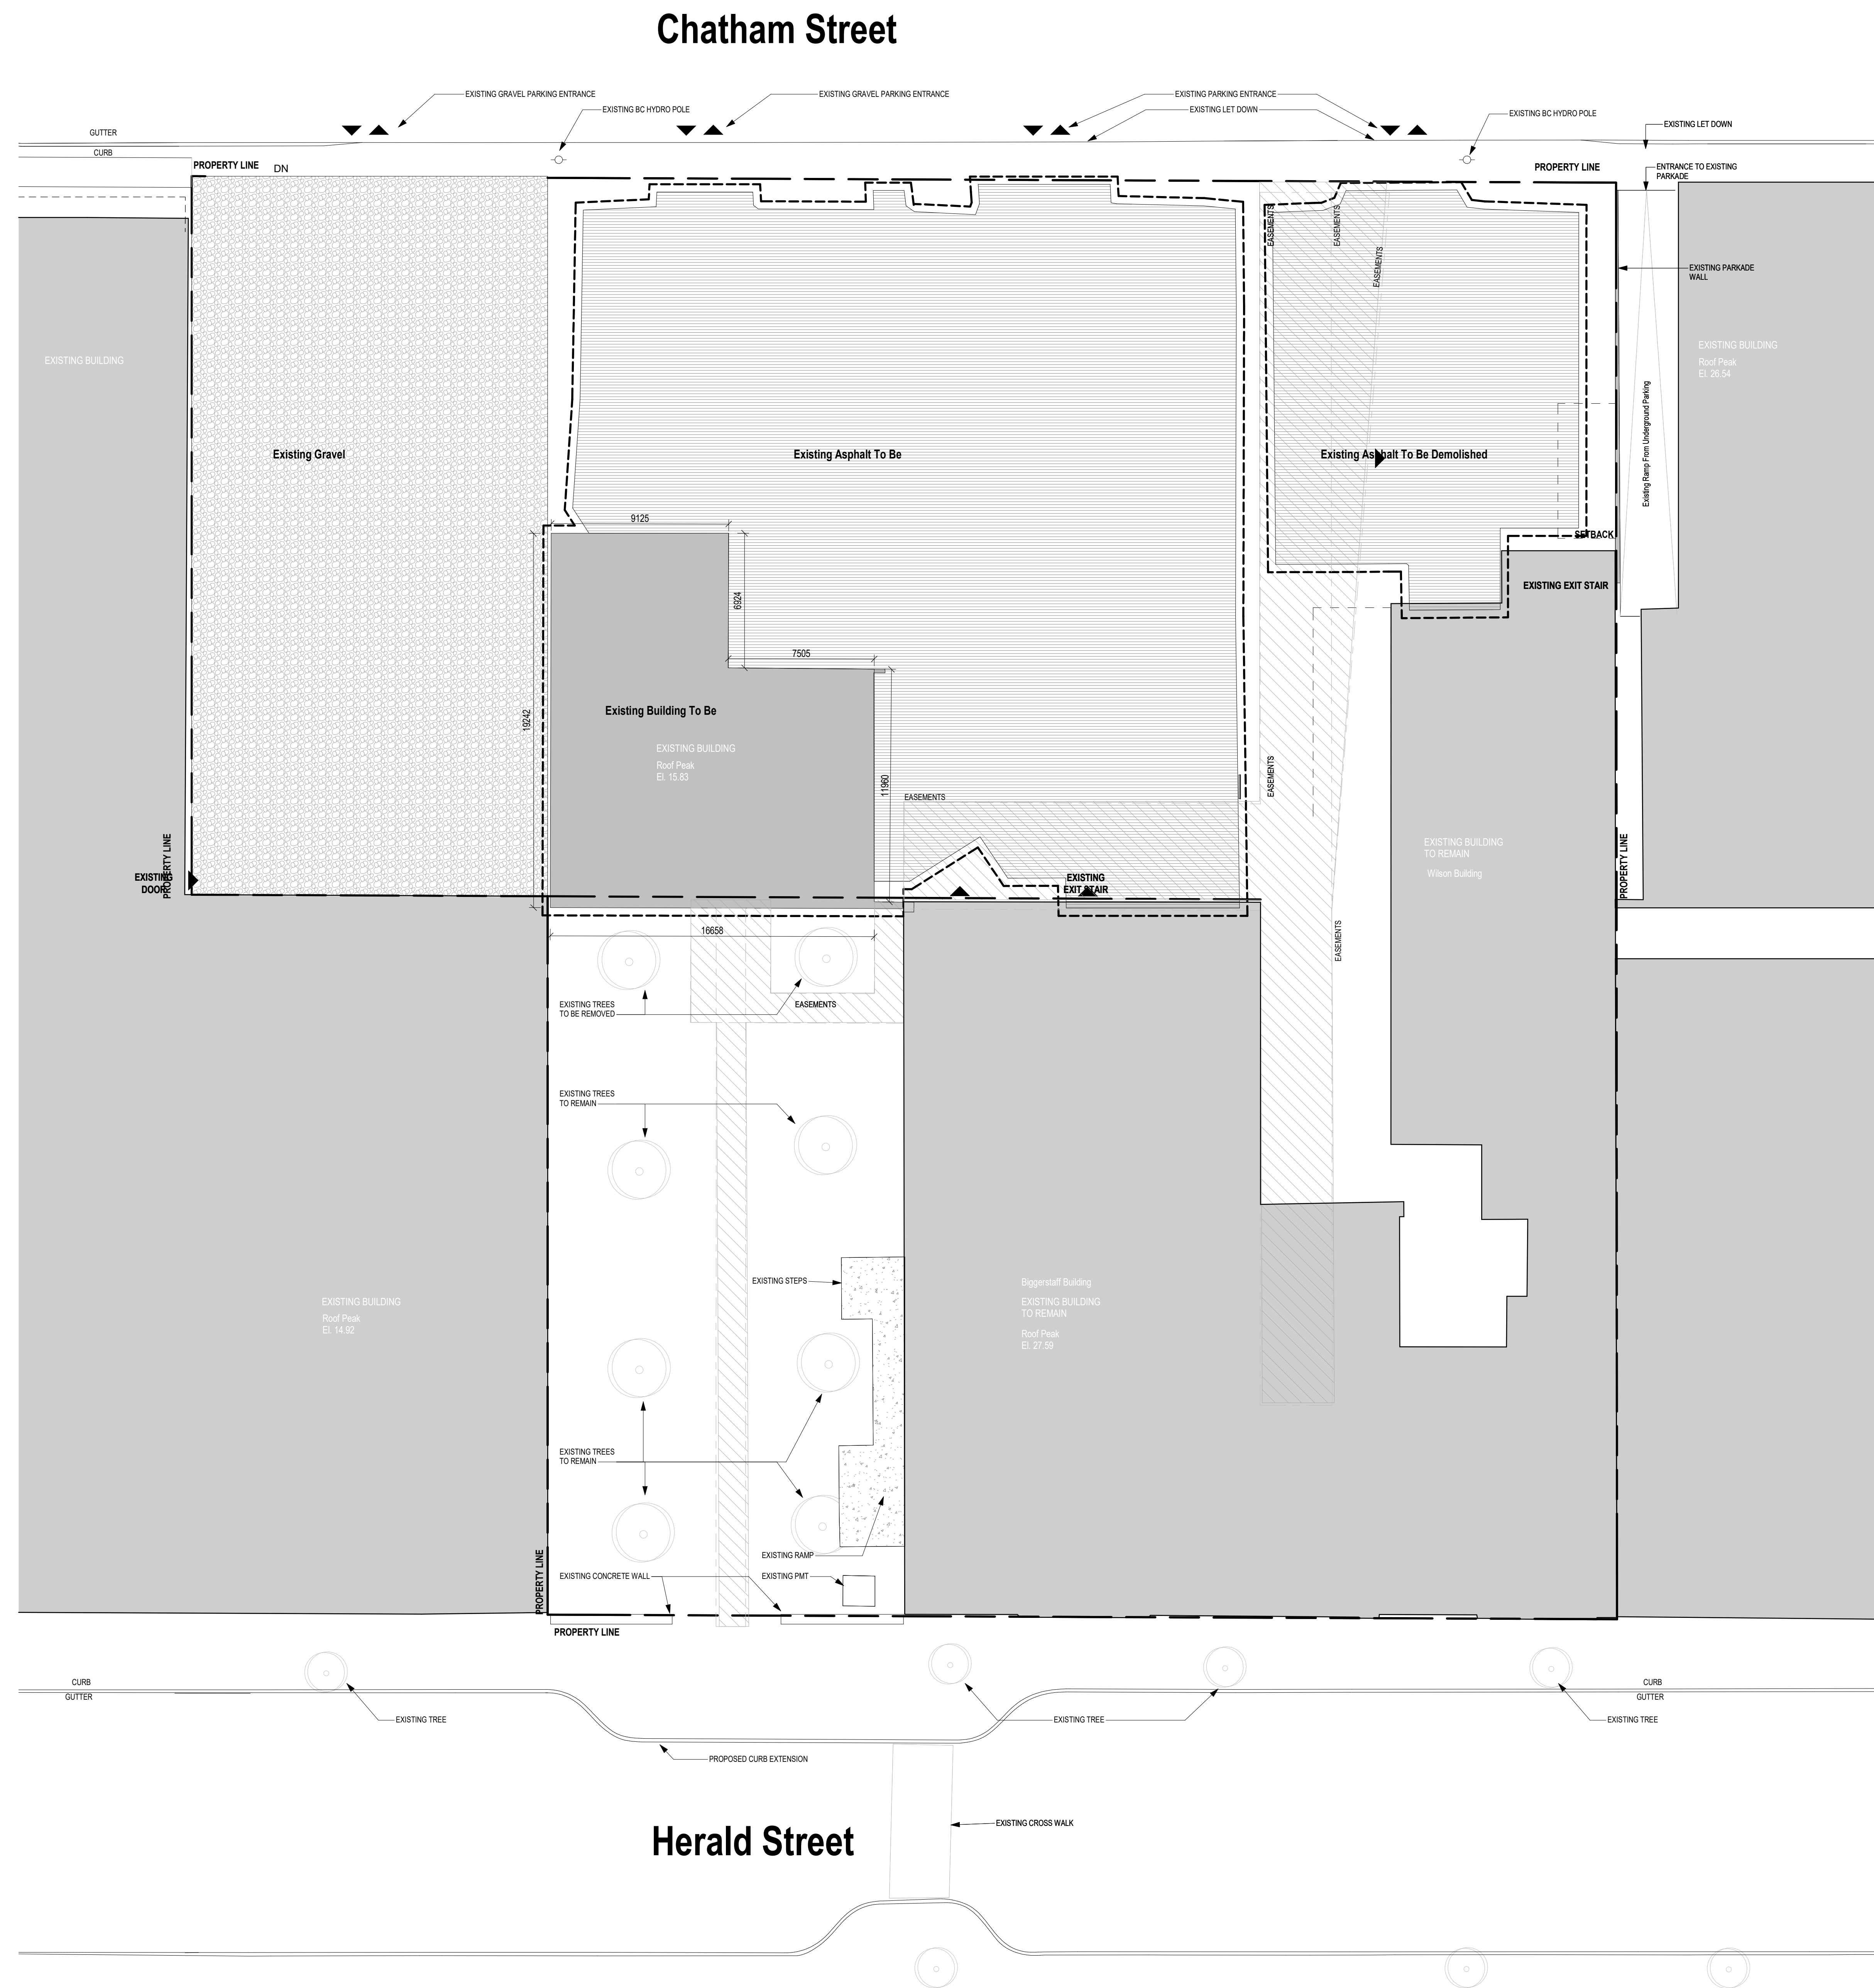 Chatham Street
EXISTING GRAVEL PARKING ENTRANCE
EXISTING GRAVEL PARKING ENTRANCE
EXISTING PARKING ENTRANCE
EXISTING BC HYDRO POLE
EXISTING LET DOWN
EXISTING BC HYDRO POLE
EXISTING LET DOWN
GUTTER
CURB
PROPERTY LINE
DN
PROPERTY LINE
ENTRANCE TO EXISTING
PARKADE
EASEMENTS
EASEMENTS
EASEMENTS
EXISTING PARKADE
WALL
EXISTING BUILDING
EXISTING BUILDING
Roof Peak
El. 26.54
Existing Ramp From Underground Parking
Existing Gravel
Existing Asphalt To Be
Existing Asphalt To Be Demolished
9125
SETBACK
6924
EXISTING EXIT STAIR
7505
19242
Existing Building To Be
EXISTING BUILDING
Roof Peak
El. 15.83
11960
EASEMENTS
EASEMENTS
EXISTING BUILDING
TO REMAIN
Wilson Building
PROPERTY LINE
PROPERTY LINE
EXISTING
DOOR
EXISTING
EXIT STAIR
16658
EASEMENTS
EXISTING TREES
TO BE REMOVED
EASEMENTS
EXISTING TREES
TO REMAIN
EXISTING STEPS
Biggerstaff Building
EXISTING BUILDING
TO REMAIN
Roof Peak
El. 27.59
EXISTING BUILDING
Roof Peak
El. 14.92
EXISTING TREES
TO REMAIN
EXISTING RAMP
EXISTING CONCRETE WALL
EXISTING PMT
PROPERTY LINE
PROPERTY LINE
CURB
GUTTER
CURB
GUTTER
EXISTING TREE
EXISTING TREE
EXISTING TREE
PROPOSED CURB EXTENSION
EXISTING CROSS WALK
Herald Street